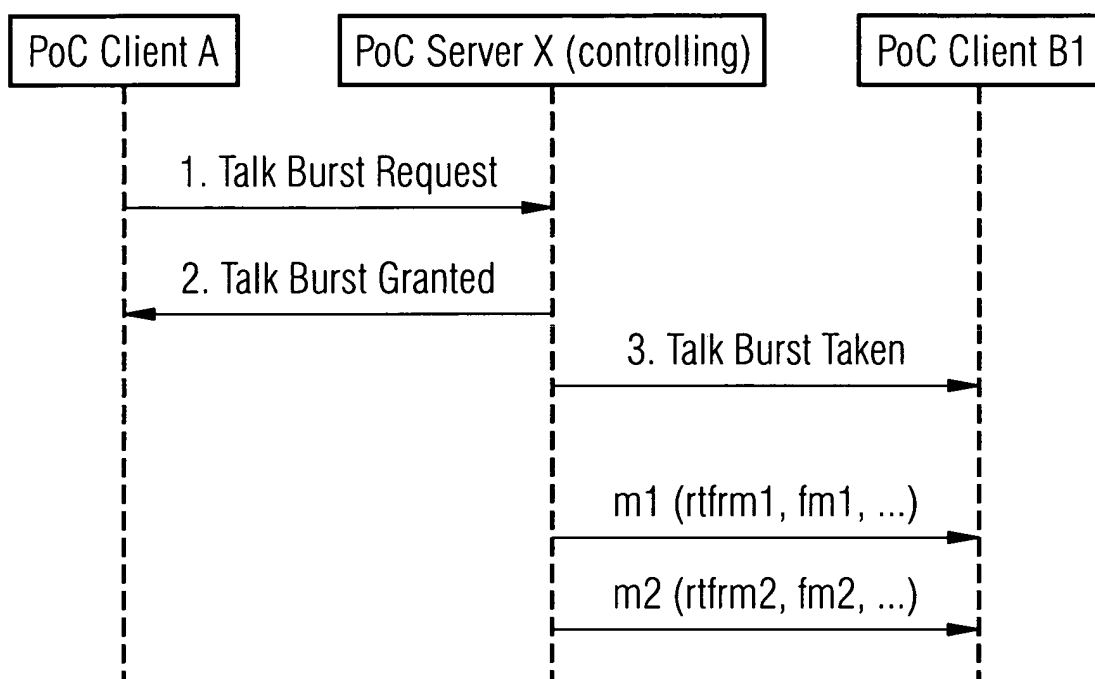 PoC Client A
PoC Server X (controlling)
PoC Client B1
1. Talk Burst Request
2. Talk Burst Granted
3. Talk Burst Taken
m1 (rtfrm1, fm1, ...)
m2 (rtfrm2, fm2, ...)